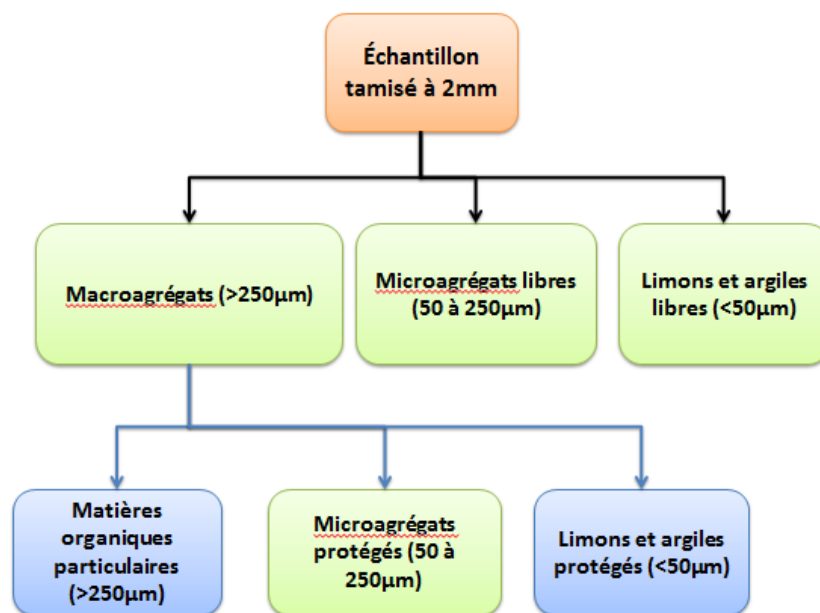 Échantillon
tamisé à 2mm
Macroagrégats (>250µm)
Microagrégats libres
(50 à 250µm)
Limons et argiles
libres (<50µm)
Matières
organiques
particulaires
(>250µm)
Microagrégats
protégés (50 à
250µm)
Limons et argiles
protégés (<50µm)